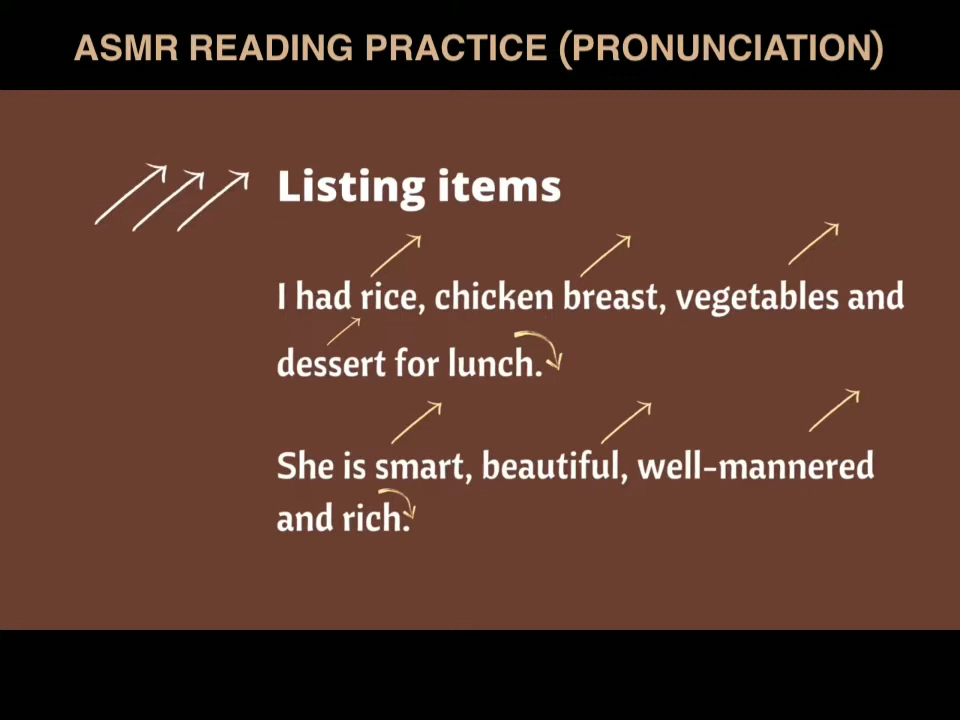 ASMR READING PRACTICE (PRONUNCIATION)
Listing items
I had rice, chicken breast, vegetables and
dessert for lunch.
She is smart, beautiful, well-mannered
and rich.